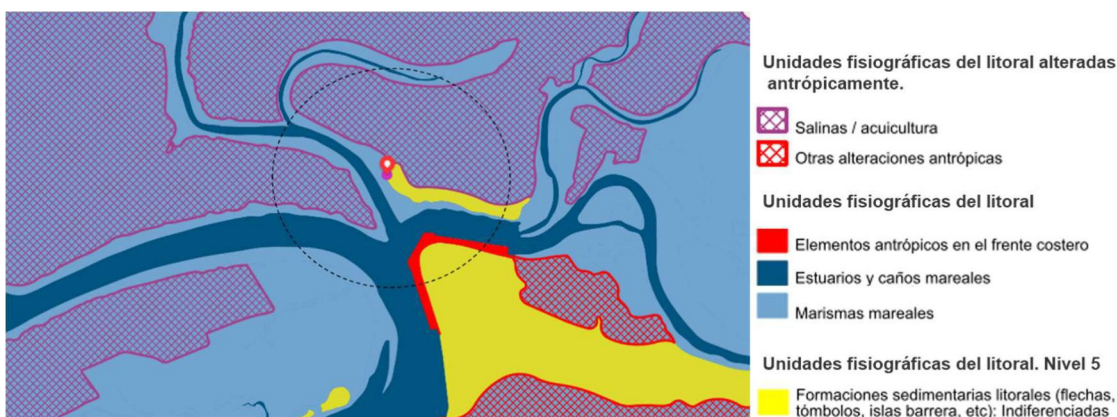 Unidades fisiográficas del litoral alteradas
antrópicamente.
Salinas / acuicultura
Otras alteraciones antrópicas
Unidades fisiográficas del litoral
Elementos antrópicos en el frente costero
Estuarios y caños mareales
Marismas mareales
Unidades fisiográficas del litoral. Nivel 5
Formaciones sedimentarias litorales (flechas,
tómbolos, islas barrera, etc): Indiferenciadas